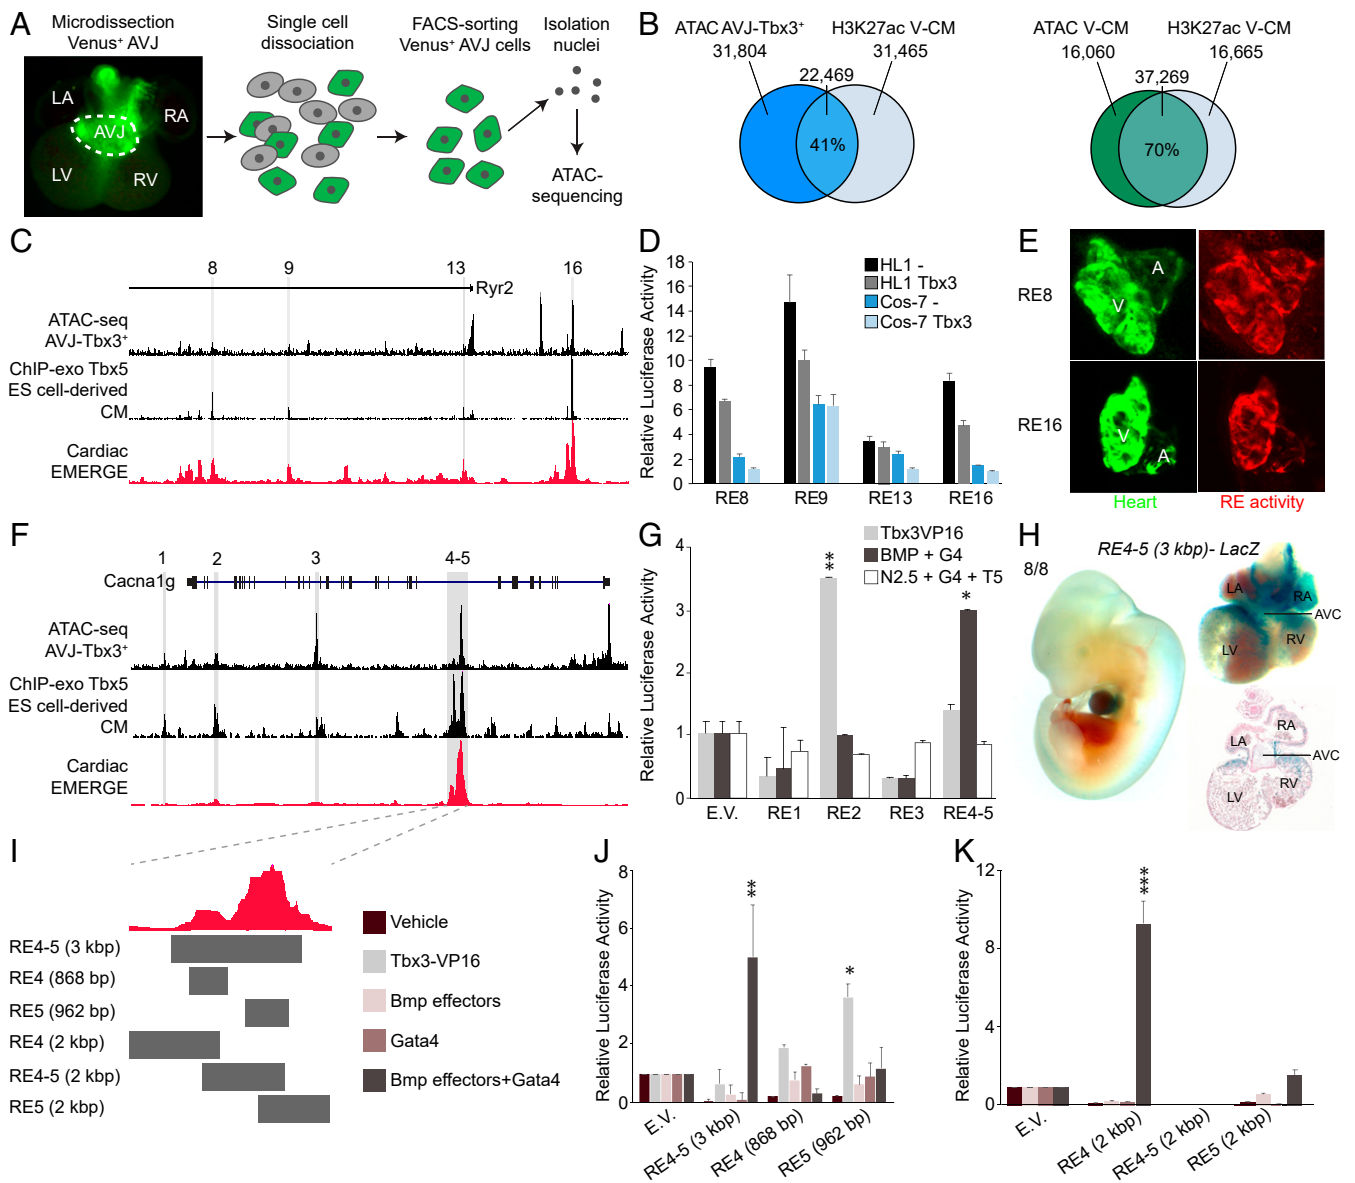 A
Microdissection
Venus⁺ AVJ
Single cell
dissociation
FACS-sorting
Venus⁺ AVJ cells
Isolation
nuclei
LA
RA
AVJ
LV
RV
ATAC-
sequencing
B
ATAC AVJ-Tbx3⁺
31,804
H3K27ac V-CM
31,465
22,469
41%
ATAC V-CM
16,060
H3K27ac V-CM
16,665
37,269
70%
C
8
9
13
16
Ryr2
ATAC-seq
AVJ-Tbx3⁺
ChIP-exo Tbx5
ES cell-derived
CM
Cardiac
EMERGE
D
Relative Luciferase Activity
18
16
14
12
10
8
6
4
2
0
HL1 -
HL1 Tbx3
Cos-7 -
Cos-7 Tbx3
RE8
RE9
RE13
RE16
E
RE8
A
V
RE16
V
A
Heart
RE activity
F
1
2
3
4-5
Cacna1g
ATAC-seq
AVJ-Tbx3⁺
ChIP-exo Tbx5
ES cell-derived
CM
Cardiac
EMERGE
G
Relative Luciferase Activity
4
3
2
1
0
Tbx3VP16
BMP + G4
N2.5 + G4 + T5
**
*
E.V.
RE1
RE2
RE3
RE4-5
H
RE4-5 (3 kbp)- LacZ
8/8
LA
RA
AVC
LV
RV
RA
LA
AVC
LV
RV
I
RE4-5 (3 kbp)
RE4 (868 bp)
RE5 (962 bp)
RE4 (2 kbp)
RE4-5 (2 kbp)
RE5 (2 kbp)
Vehicle
Tbx3-VP16
Bmp effectors
Gata4
Bmp effectors+Gata4
J
Relative Luciferase Activity
8
6
4
2
0
**
*
E.V.
RE4-5 (3 kbp)
RE4 (868 bp)
RE5 (962 bp)
K
Relative Luciferase Activity
12
8
4
0
***
E.V.
RE4 (2 kbp)
RE4-5 (2 kbp)
RE5 (2 kbp)